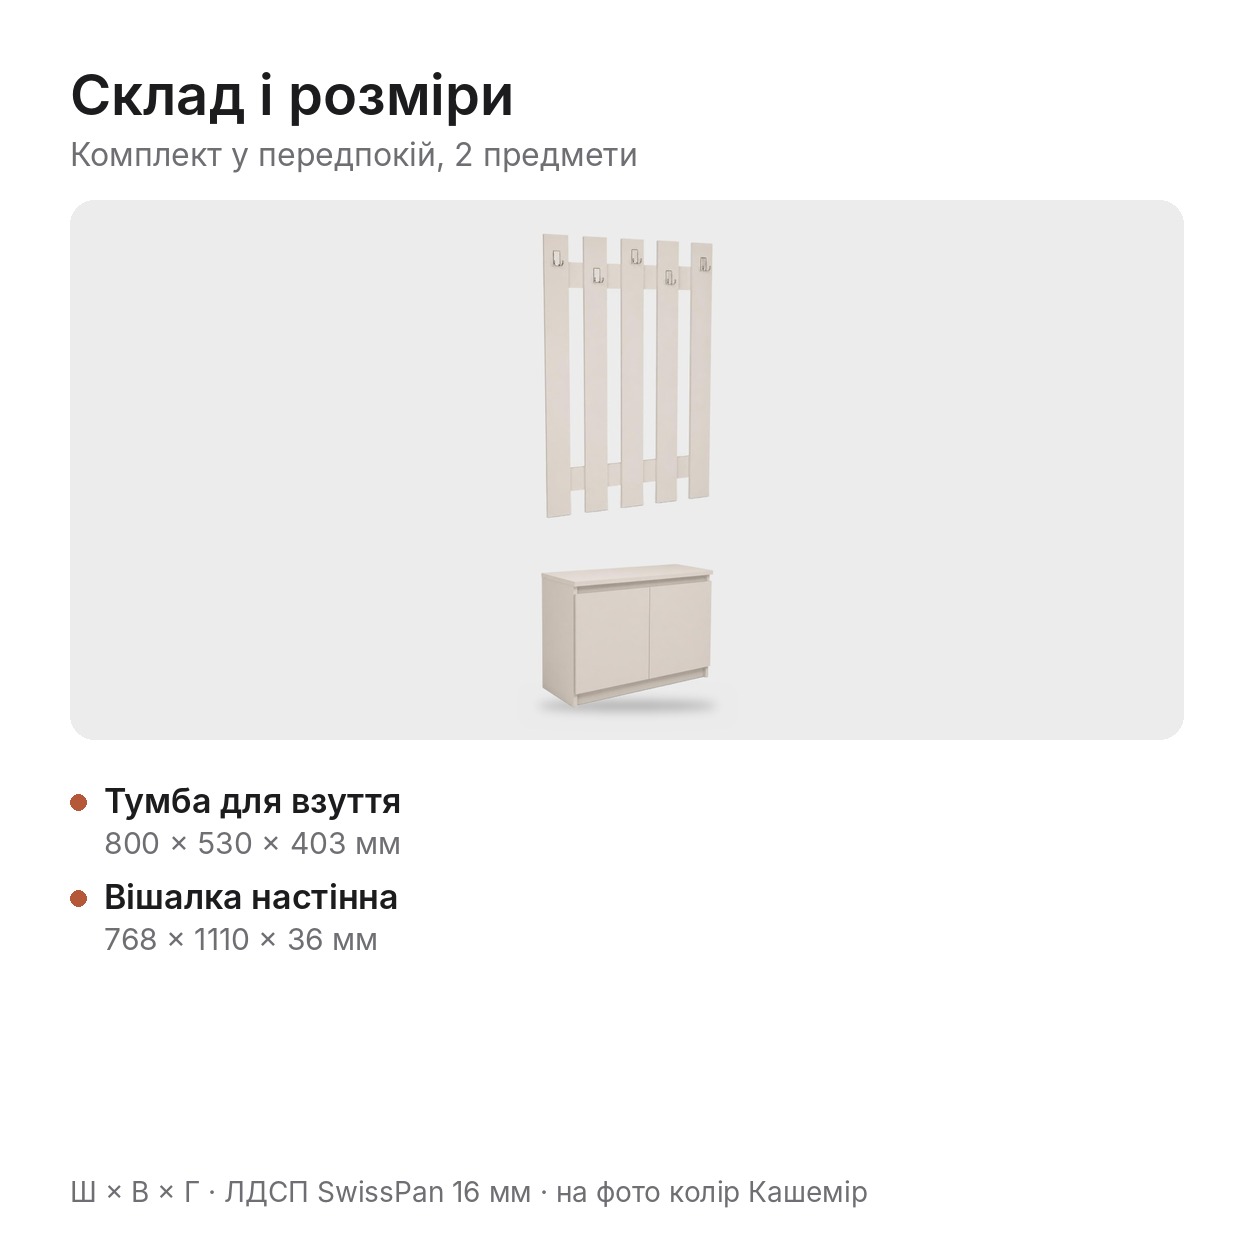 Склад і розміри
Комплект у передпокій, 2 предмети
Тумба для взуття
800 × 530 × 403 мм
Вішалка настінна
768 × 1110 × 36 мм
Ш × В × Г · ЛДСП SwissPan 16 мм · на фото колір Кашемір